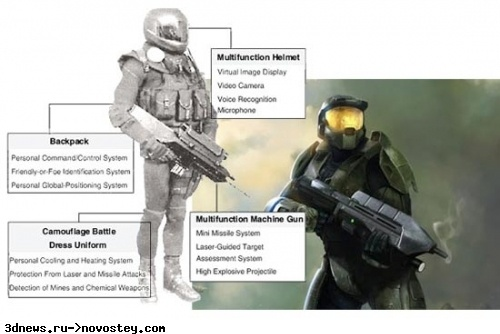 Multifunction Helmet
Virtual Image Display
Video Camera
Voice Recognition
Microphone
Backpack
Personal Command/Control System
Friendly-or-Foe Identification System
Personal Global-Positioning System
Camouflage Battle
Dress Uniform
Personal Cooling and Heating System
Protection From Laser and Missile Attacks
Detection of Mines and Chemical Weapons
Multifunction Machine Gun
Mini Missile System
Laser-Guided Target
Assessment System
High Explosive Projectile
3dnews.ru->novostey.com